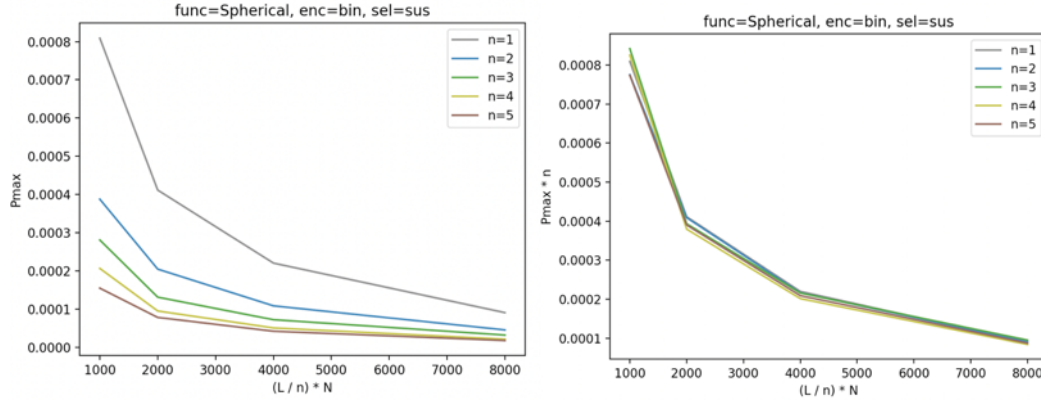 func=Spherical, enc=bin, sel=sus
0.0008
0.0007
0.0006
0.0005
0.0004
0.0003
0.0002
0.0001
0.0000
Pmax
n=1
n=2
n=3
n=4
n=5
1000 2000 3000 4000 5000 6000 7000 8000
(L / n) * N
func=Spherical, enc=bin, sel=sus
0.0008
0.0007
0.0006
0.0005
0.0004
0.0003
0.0002
0.0001
Pmax * n
n=1
n=2
n=3
n=4
n=5
1000 2000 3000 4000 5000 6000 7000 8000
(L / n) * N